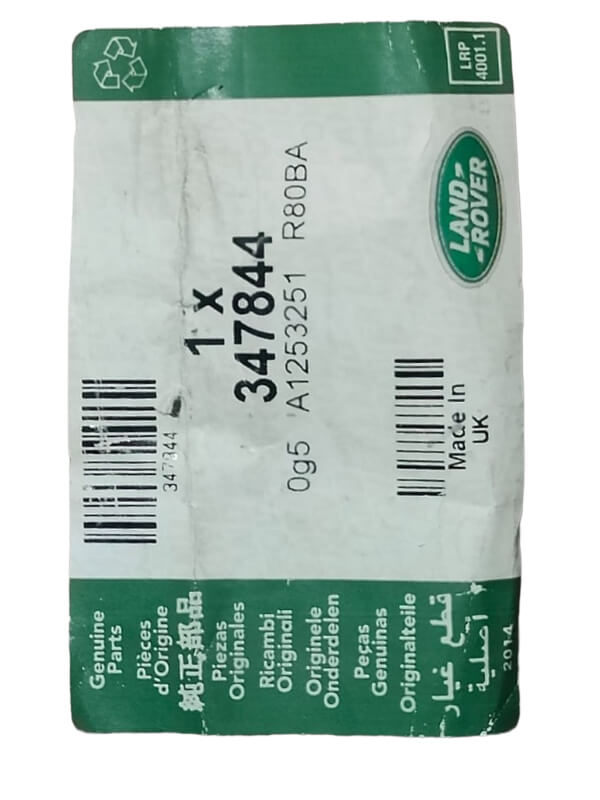 Genuine
Parts
Pièces
d'Origine
純正部品
Piezas
Originales
Ricambi
Originali
Originele
Onderdelen
Peças
Genuinas
Originalteile
قطع غيار
أصلية
2014
347844
1 x
347844
0g5 A1253251 R80BA
Made In
UK
LAND
ROVER
LRP
4001.1